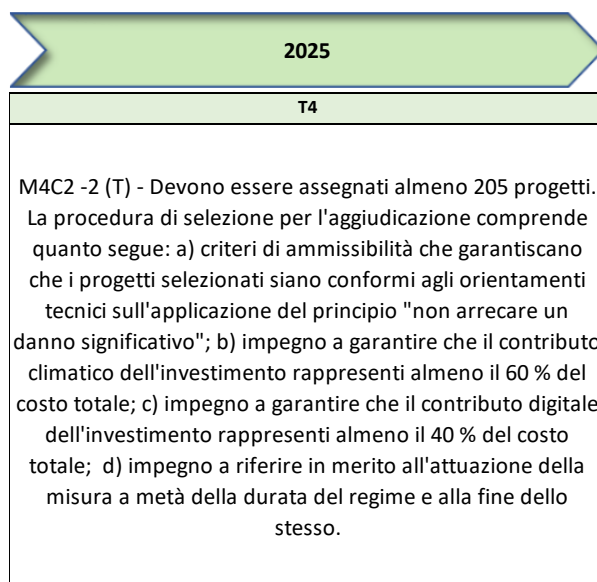 2025
T4
M4C2 -2 (T) - Devono essere assegnati almeno 205 progetti.
La procedura di selezione per l'aggiudicazione comprende
quanto segue: a) criteri di ammissibilità che garantiscano
che i progetti selezionati siano conformi agli orientamenti
tecnici sull'applicazione del principio "non arrecare un
danno significativo"; b) impegno a garantire che il contributo
climatico dell'investimento rappresenti almeno il 60 % del
costo totale; c) impegno a garantire che il contributo digitale
dell'investimento rappresenti almeno il 40 % del costo
totale;  d) impegno a riferire in merito all'attuazione della
misura a metà della durata del regime e alla fine dello
stesso.